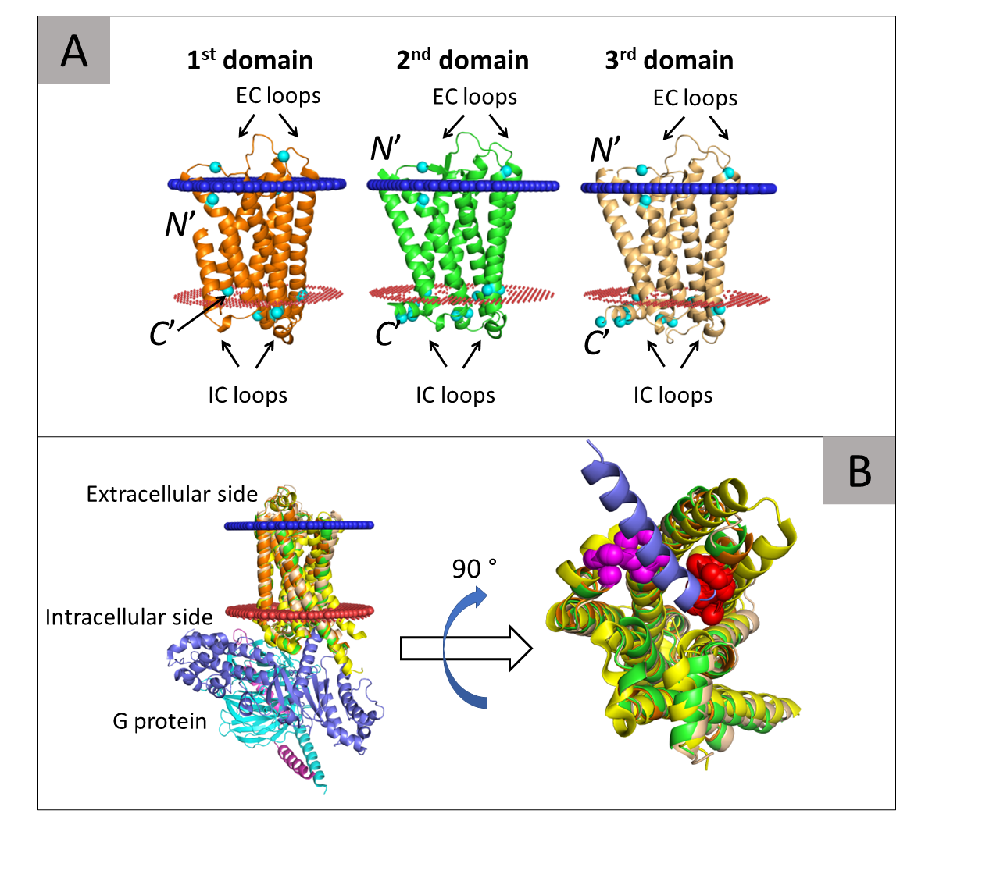 A
1st domain
2nd domain
3rd domain
EC loops
EC loops
EC loops
N’
N’
N’
C’
C’
C’
IC loops
IC loops
IC loops
B
Extracellular side
Intracellular side
G protein
90 °